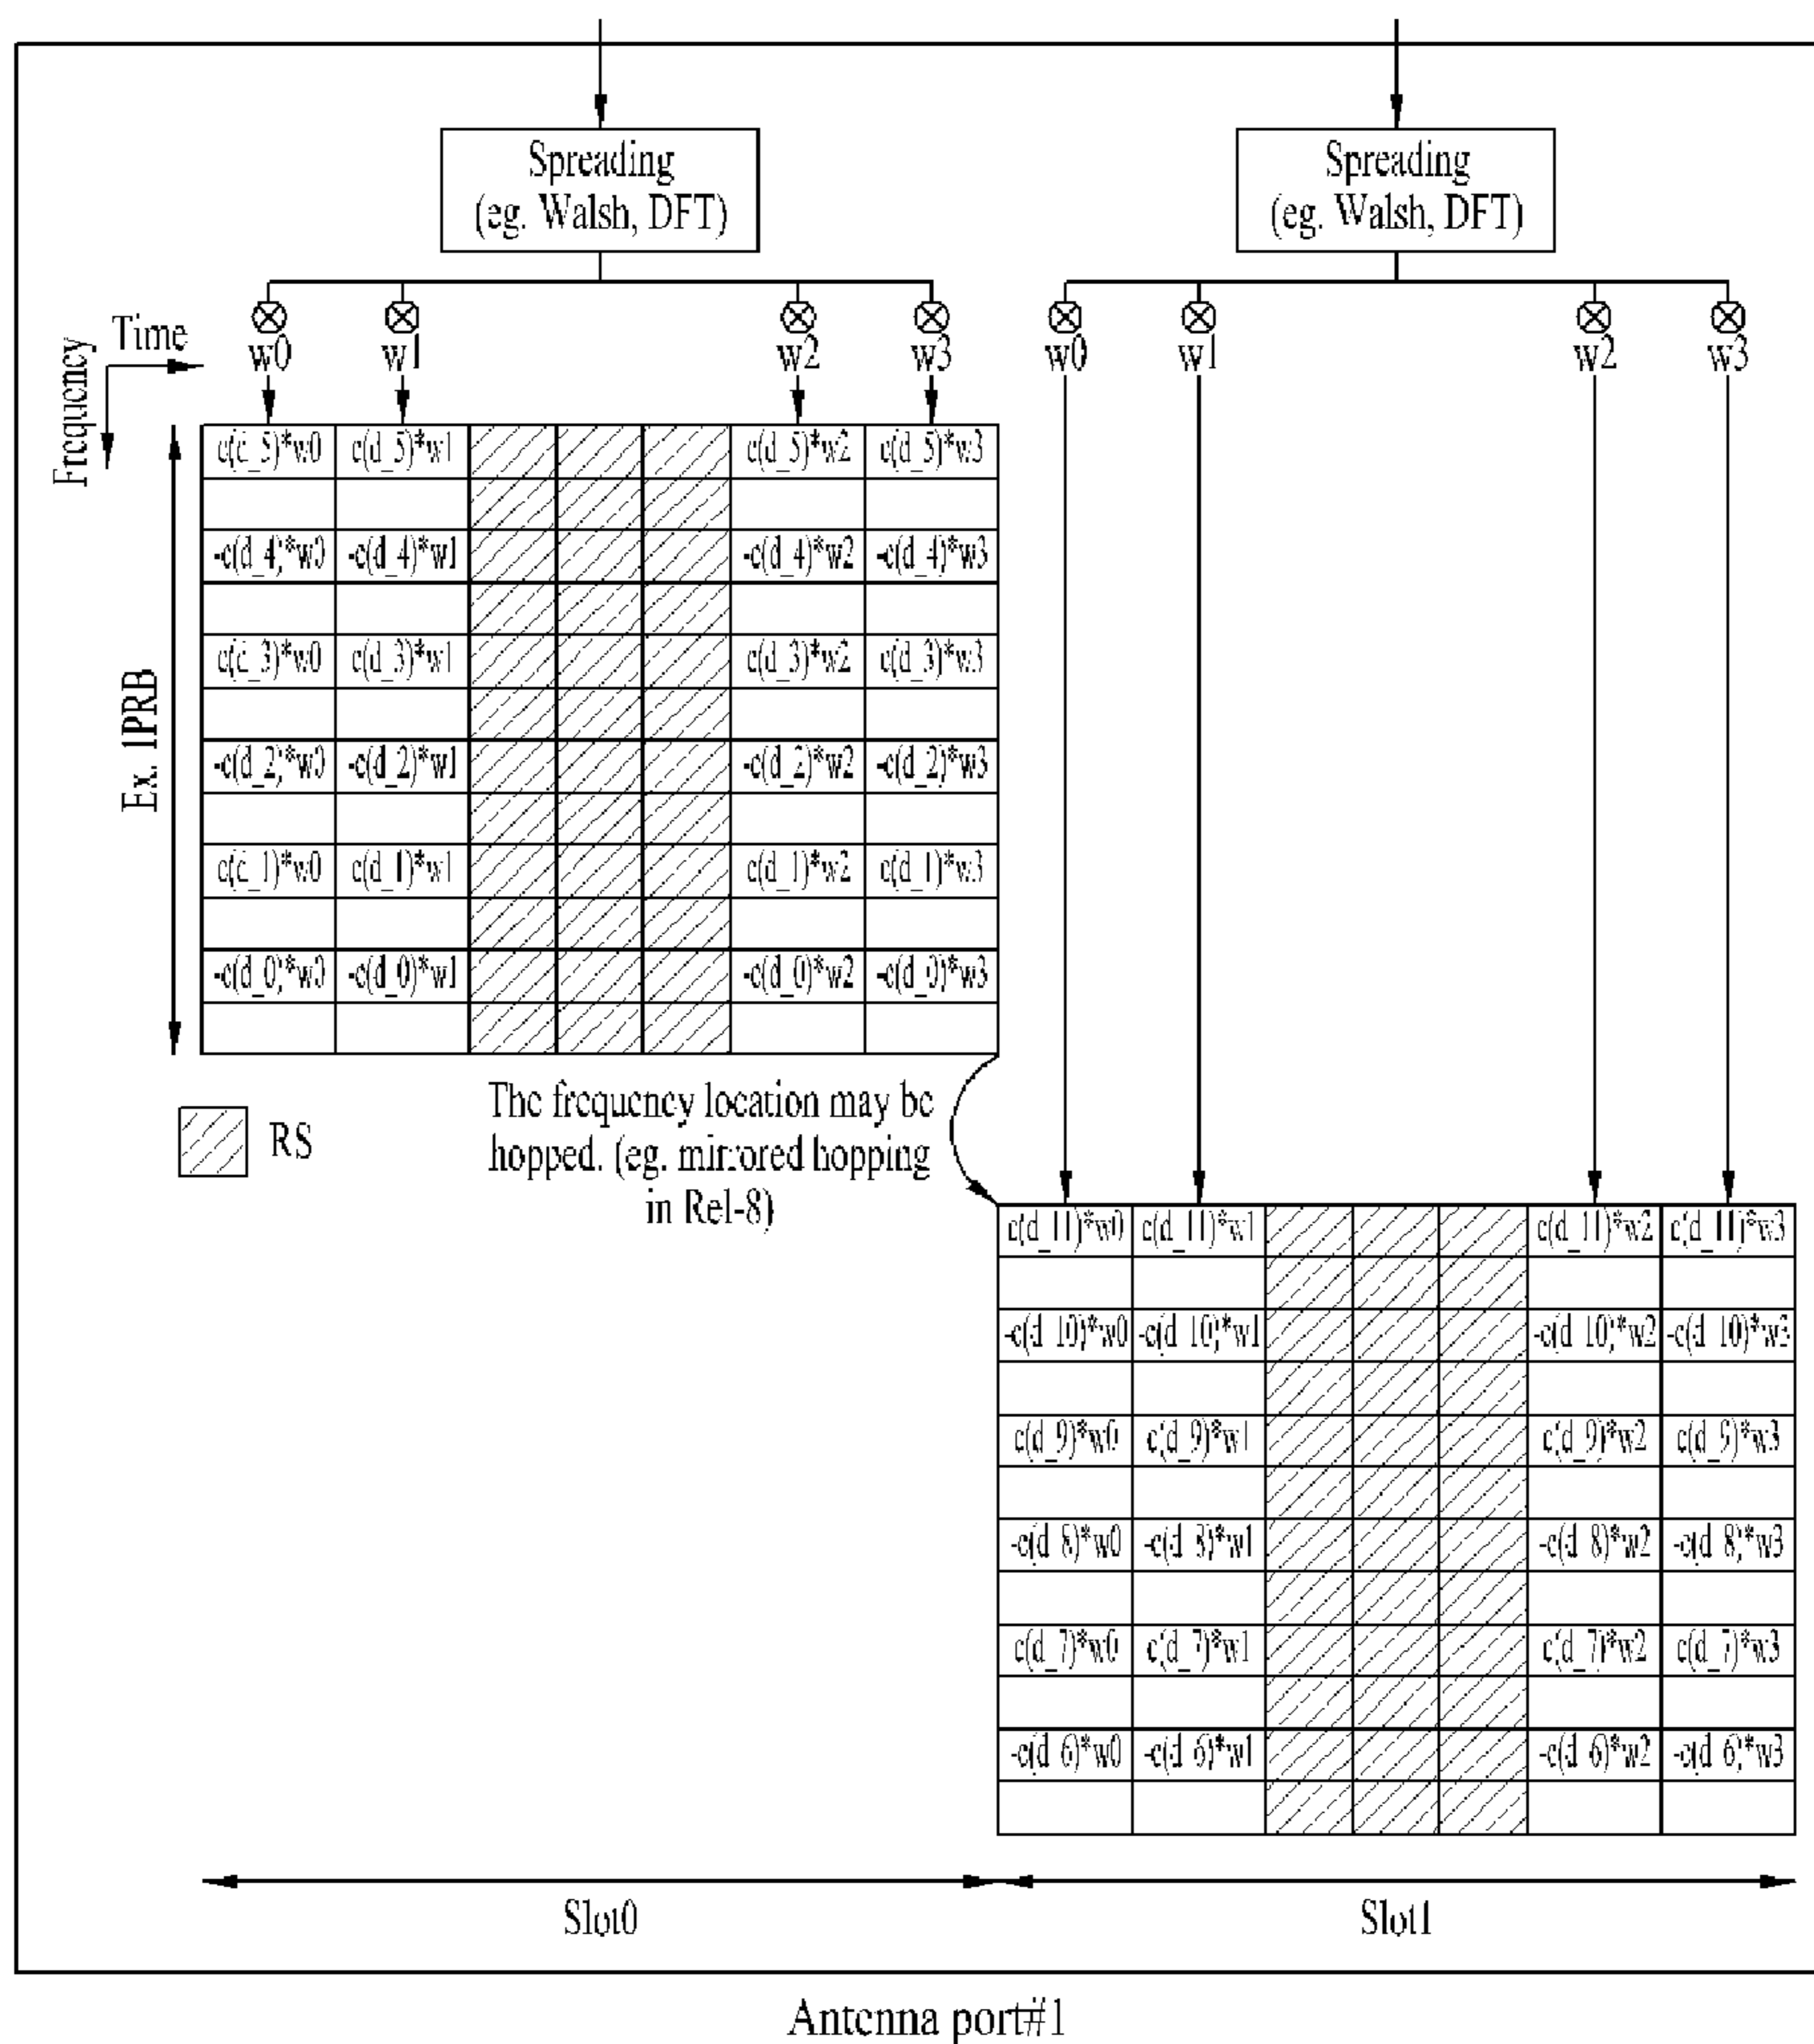 Spreading
(eg. Walsh, DFT)
Spreading
(eg. Walsh, DFT)
Time
Frequency
w0 w1 w2 w3 w0 w1 w2 w3
Ex. 1PRB
c(d_5)*w0 c(d_5)*w1 c(d_5)*w2 c(d_5)*w3
-c(d_4)*w0 -c(d_4)*w1 -c(d_4)*w2 -c(d_4)*w3
c(d_3)*w0 c(d_3)*w1 c(d_3)*w2 c(d_3)*w3
-c(d_2)*w0 -c(d_2)*w1 -c(d_2)*w2 -c(d_2)*w3
c(d_1)*w0 c(d_1)*w1 c(d_1)*w2 c(d_1)*w3
-c(d_0)*w0 -c(d_0)*w1 -c(d_0)*w2 -c(d_0)*w3
RS
The frequency location may be
hopped. (eg. mirrored hopping
in Rel-8)
c(d_11)*w0 c(d_11)*w1 c(d_11)*w2 c(d_11)*w3
-c(d_10)*w0 -c(d_10)*w1 -c(d_10)*w2 -c(d_10)*w3
c(d_9)*w0 c(d_9)*w1 c(d_9)*w2 c(d_9)*w3
-c(d_8)*w0 -c(d_8)*w1 -c(d_8)*w2 -c(d_8)*w3
c(d_7)*w0 c(d_7)*w1 c(d_7)*w2 c(d_7)*w3
-c(d_6)*w0 -c(d_6)*w1 -c(d_6)*w2 -c(d_6)*w3
Slot0 Slot1
Antenna port#1